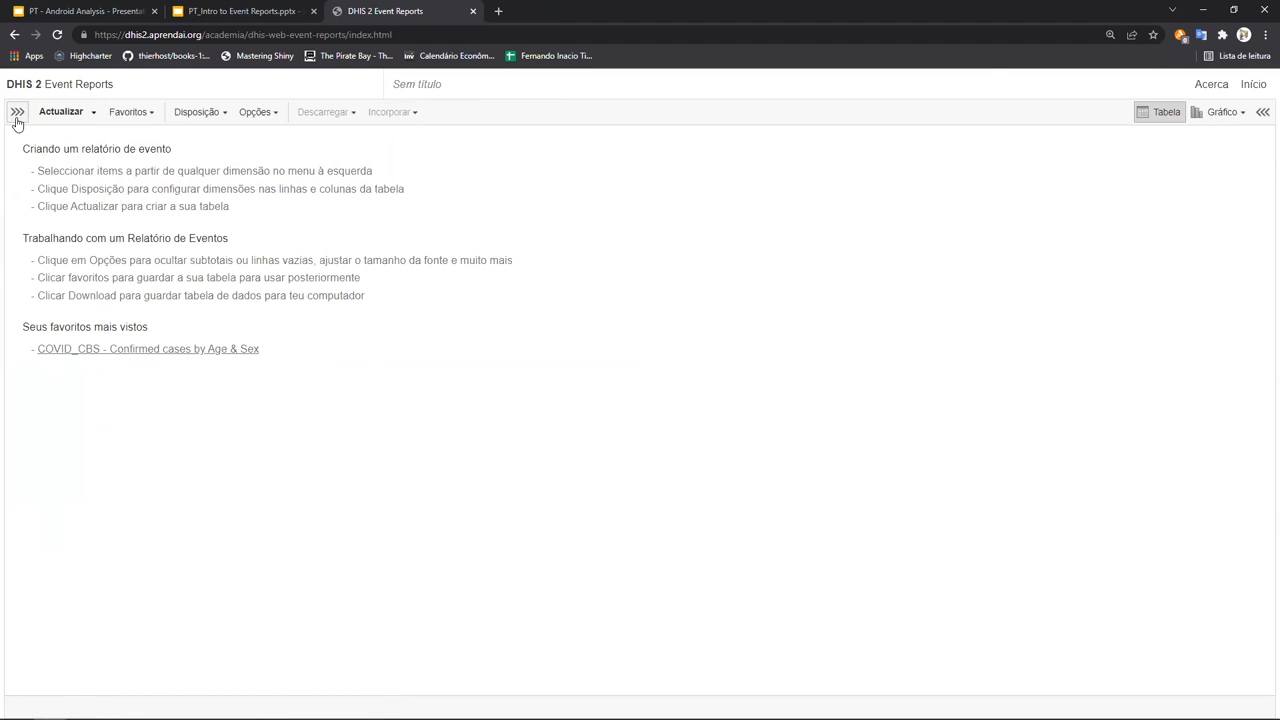 PT - Android Analysis - Presentat
PT_Intro to Event Reports.pptx -
DHIS 2 Event Reports
https://dhis2.aprendai.org/academia/dhis-web-event-reports/index.html
Apps
Highcharter
thierhost/books-1:...
Mastering Shiny
The Pirate Bay - Th...
Calendário Econôm...
Fernando Inacio Ti...
Lista de leitura
DHIS 2 Event Reports
Sem título
Acerca
Início
Actualizar
Favoritos
Disposição
Opções
Descarregar
Incorporar
Tabela
Gráfico
Criando um relatório de evento
- Seleccionar items a partir de qualquer dimensão no menu à esquerda
- Clique Disposição para configurar dimensões nas linhas e colunas da tabela
- Clique Actualizar para criar a sua tabela
Trabalhando com um Relatório de Eventos
- Clique em Opções para ocultar subtotais ou linhas vazias, ajustar o tamanho da fonte e muito mais
- Clicar favoritos para guardar a sua tabela para usar posteriormente
- Clicar Download para guardar tabela de dados para teu computador
Seus favoritos mais vistos
- COVID_CBS - Confirmed cases by Age & Sex